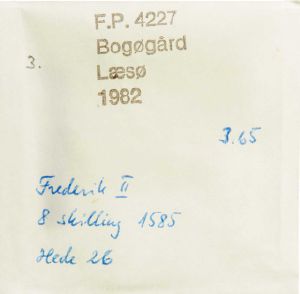 F.P. 4227
Bogøgård
3.
Læsø
1982
3.65
Frederik II
8 skilling 1585
Hede 26